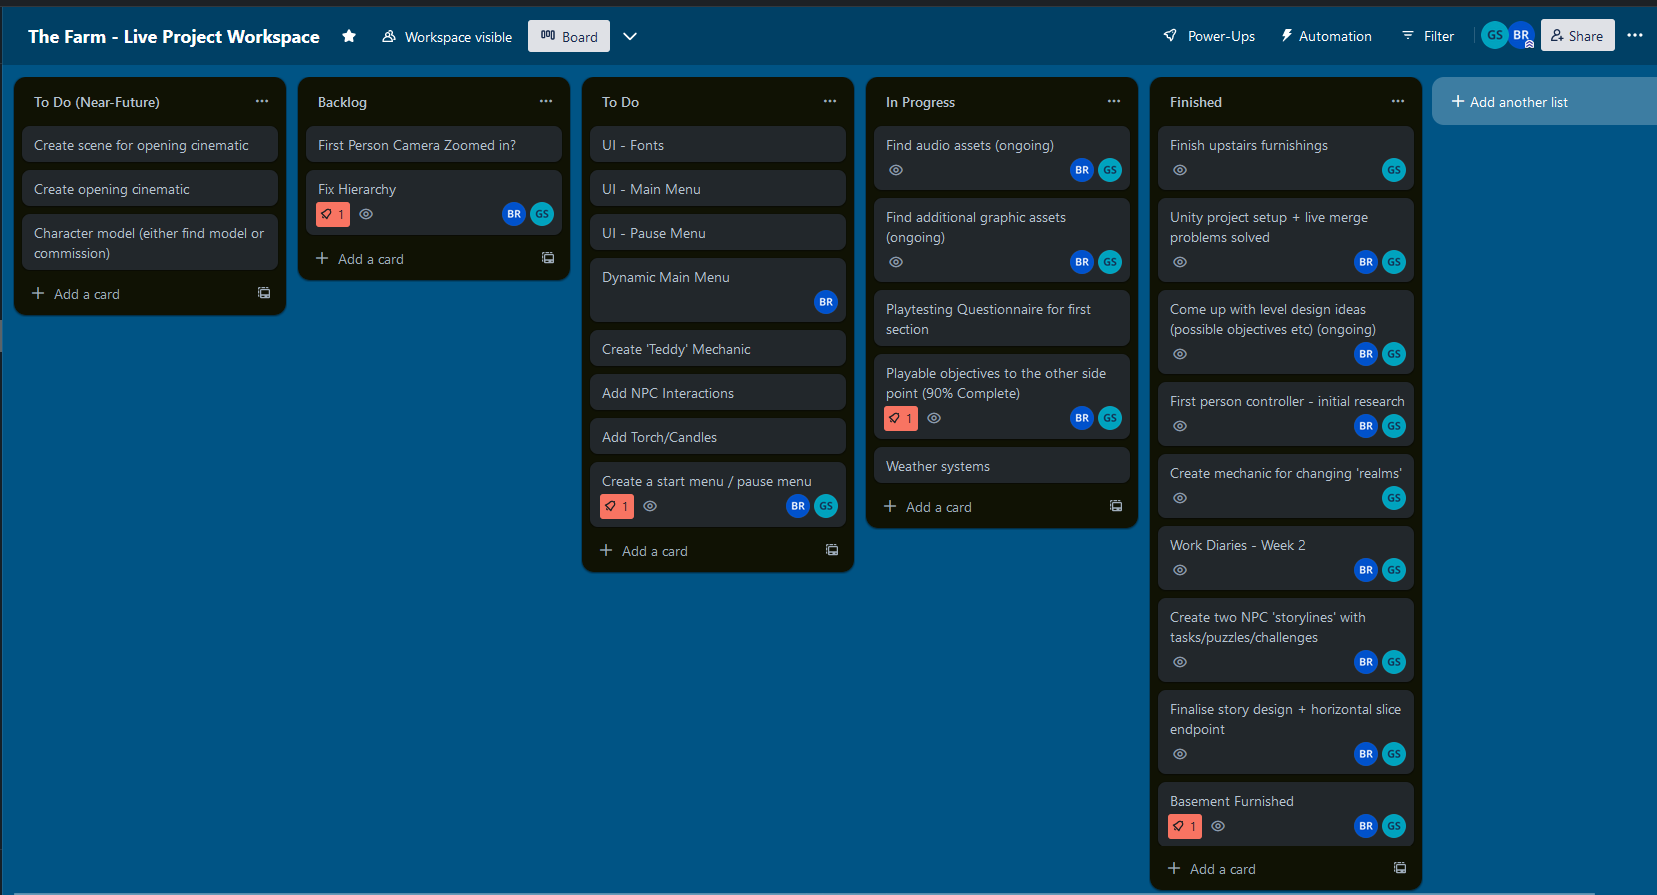 The Farm - Live Project Workspace
Workspace visible
Board
Power-Ups
Automation
Filter
GS
BR
Share
To Do (Near-Future)
Create scene for opening cinematic
Create opening cinematic
Character model (either find model or
commission)
Add a card
Backlog
First Person Camera Zoomed in?
Fix Hierarchy
1
BR
GS
Add a card
To Do
UI - Fonts
UI - Main Menu
UI - Pause Menu
Dynamic Main Menu
BR
Create 'Teddy' Mechanic
Add NPC Interactions
Add Torch/Candles
Create a start menu / pause menu
1
BR
GS
Add a card
In Progress
Find audio assets (ongoing)
BR
GS
Find additional graphic assets
(ongoing)
BR
GS
Playtesting Questionnaire for first
section
Playable objectives to the other side
point (90% Complete)
1
BR
GS
Weather systems
Add a card
Finished
Finish upstairs furnishings
GS
Unity project setup + live merge
problems solved
BR
GS
Come up with level design ideas
(possible objectives etc) (ongoing)
BR
GS
First person controller - initial research
BR
GS
Create mechanic for changing 'realms'
GS
Work Diaries - Week 2
BR
GS
Create two NPC 'storylines' with
tasks/puzzles/challenges
BR
GS
Finalise story design + horizontal slice
endpoint
BR
GS
Basement Furnished
1
BR
GS
Add a card
Add another list